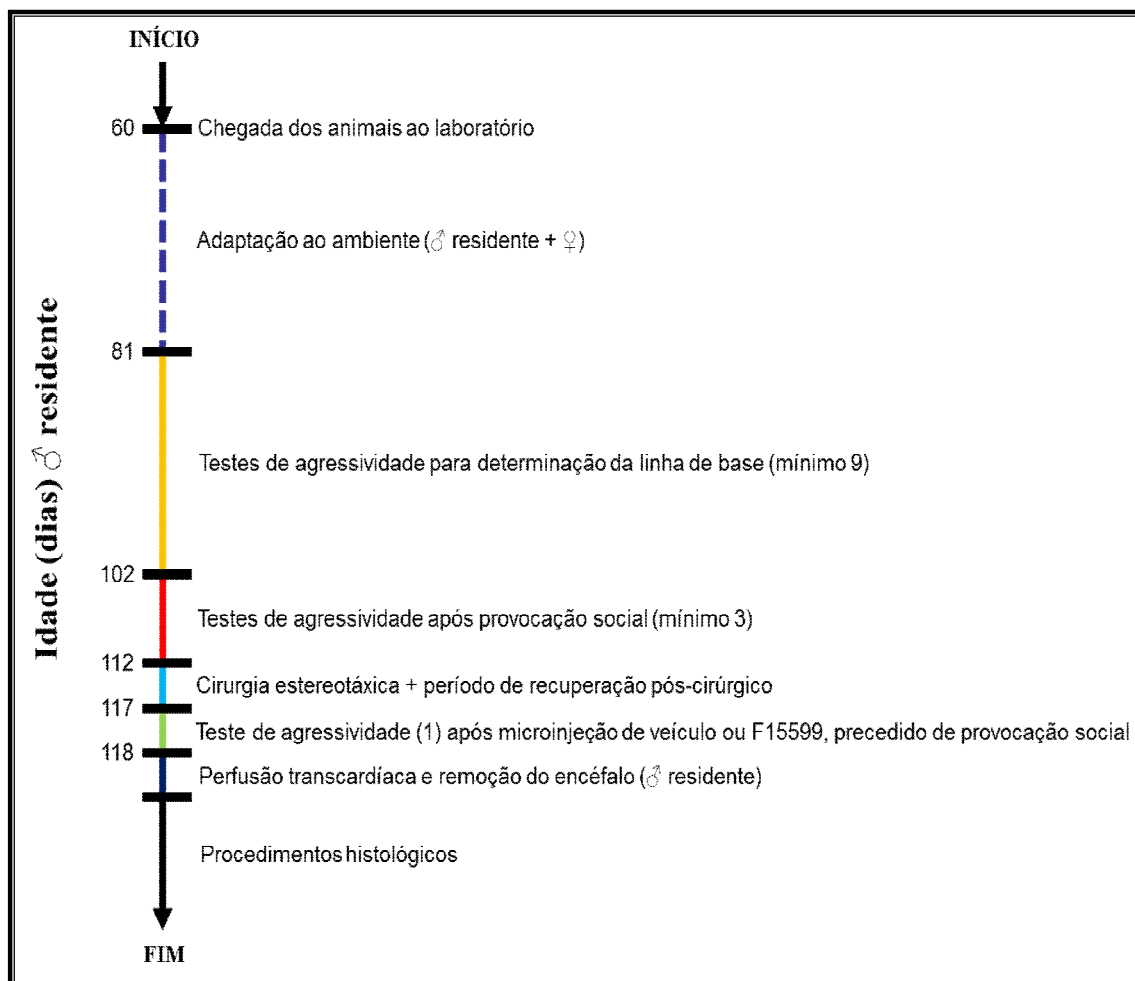 INÍCIO
60 Chegada dos animais ao laboratório
Adaptação ao ambiente (♂ residente + ♀)
81
Testes de agressividade para determinação da linha de base (mínimo 9)
102
Testes de agressividade após provocação social (mínimo 3)
112
Cirurgia estereotáxica + período de recuperação pós-cirúrgico
117
Teste de agressividade (1) após microinjeção de veículo ou F15599, precedido de provocação social
118
Perfusão transcardíaca e remoção do encéfalo (♂ residente)
Procedimentos histológicos
FIM
Idade (dias) ♂ residente